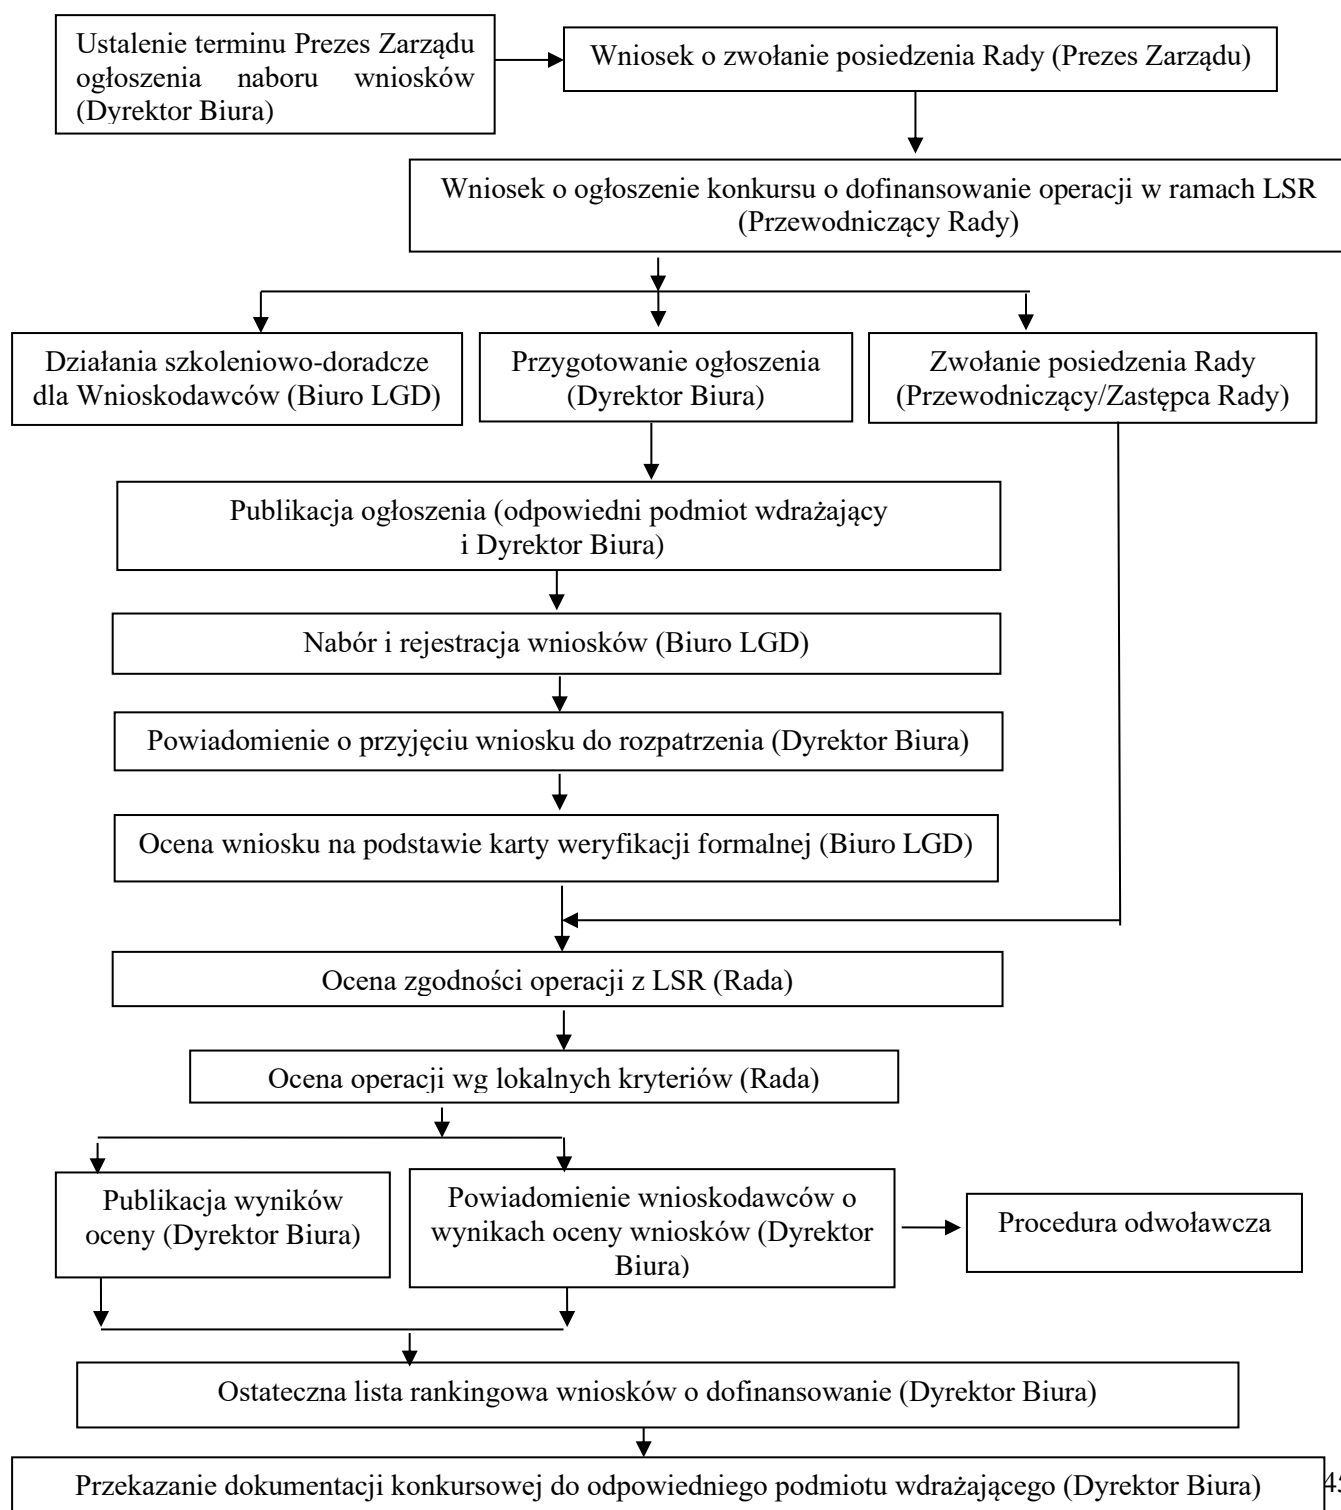 Ustalenie terminu Prezes Zarządu
ogłoszenia naboru wniosków
(Dyrektor Biura)
Wniosek o zwołanie posiedzenia Rady (Prezes Zarządu)
Wniosek o ogłoszenie konkursu o dofinansowanie operacji w ramach LSR
(Przewodniczący Rady)
Działania szkoleniowo-doradcze
dla Wnioskodawców (Biuro LGD)
Przygotowanie ogłoszenia
(Dyrektor Biura)
Zwołanie posiedzenia Rady
(Przewodniczący/Zastępca Rady)
Publikacja ogłoszenia (odpowiedni podmiot wdrażający
i Dyrektor Biura)
Nabór i rejestracja wniosków (Biuro LGD)
Powiadomienie o przyjęciu wniosku do rozpatrzenia (Dyrektor Biura)
Ocena wniosku na podstawie karty weryfikacji formalnej (Biuro LGD)
Ocena zgodności operacji z LSR (Rada)
Ocena operacji wg lokalnych kryteriów (Rada)
Publikacja wyników
oceny (Dyrektor Biura)
Powiadomienie wnioskodawców o
wynikach oceny wniosków (Dyrektor
Biura)
Procedura odwoławcza
Ostateczna lista rankingowa wniosków o dofinansowanie (Dyrektor Biura)
Przekazanie dokumentacji konkursowej do odpowiedniego podmiotu wdrażającego (Dyrektor Biura)